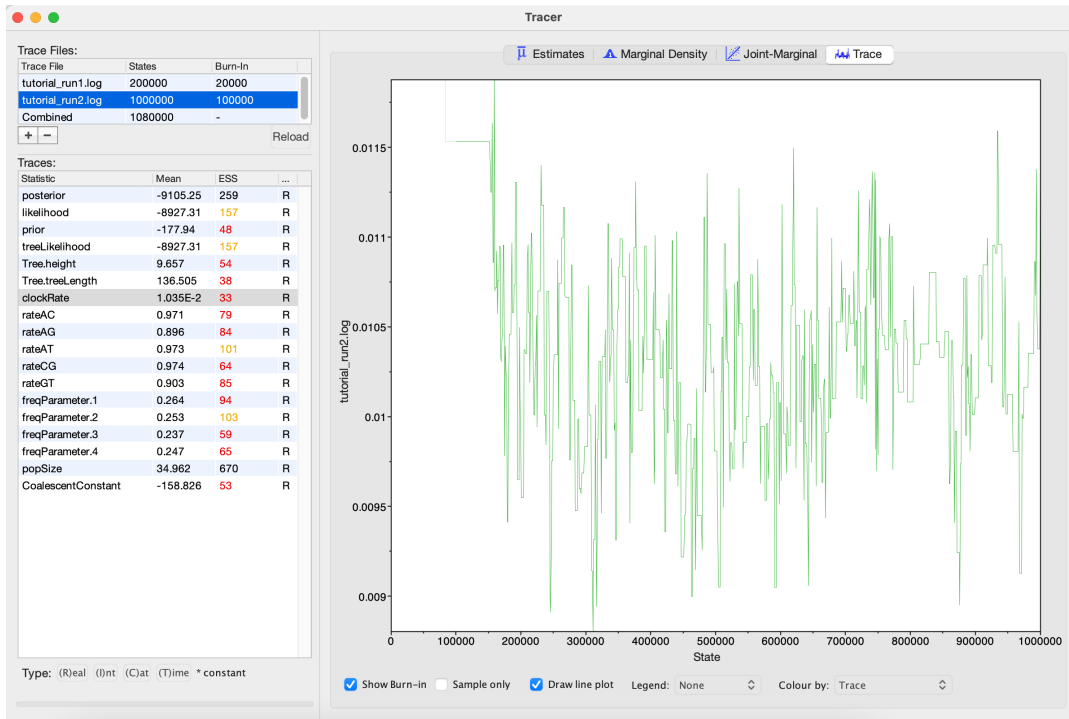 Tracer
Trace Files:
Trace File States Burn-In
tutorial_run1.log 200000 20000
tutorial_run2.log 1000000 100000
Combined 1080000 -
+ − Reload
Traces:
Statistic Mean ESS ...
posterior -9105.25 259 R
likelihood -8927.31 157 R
prior -177.94 48 R
treeLikelihood -8927.31 157 R
Tree.height 9.657 54 R
Tree.treeLength 136.505 38 R
clockRate 1.035E-2 33 R
rateAC 0.971 79 R
rateAG 0.896 84 R
rateAT 0.973 101 R
rateCG 0.974 64 R
rateGT 0.903 85 R
freqParameter.1 0.264 94 R
freqParameter.2 0.253 103 R
freqParameter.3 0.237 59 R
freqParameter.4 0.247 65 R
popSize 34.962 670 R
CoalescentConstant -158.826 53 R
Type: (R)eal (I)nt (C)at (T)ime * constant
Estimates Marginal Density Joint-Marginal Trace
0.0115
0.011
0.0105
0.01
0.0095
0.009
tutorial_run2.log
0 100000 200000 300000 400000 500000 600000 700000 800000 900000 1000000
State
Show Burn-in Sample only Draw line plot Legend: None Colour by: Trace